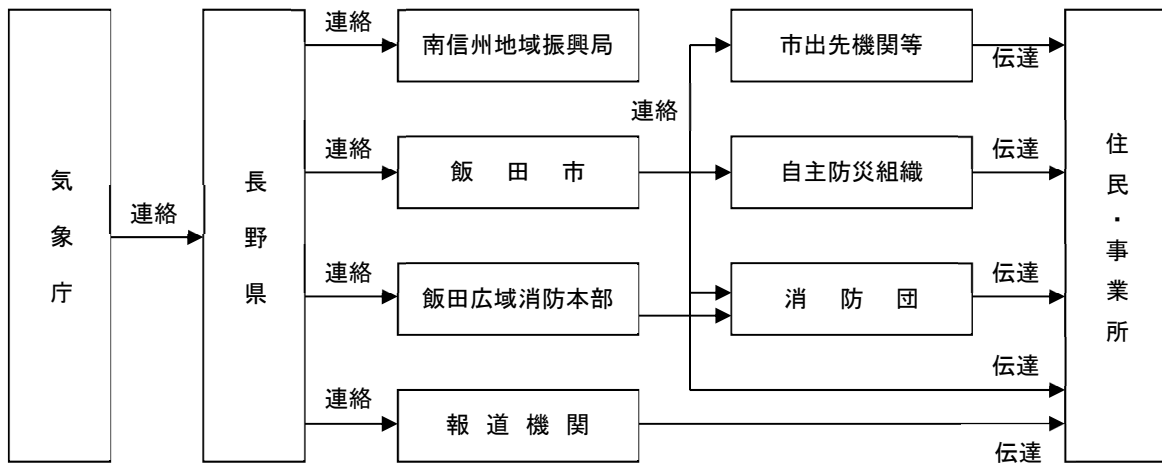 連絡
南信州地域振興局
市出先機関等
伝達
連絡
連絡
飯田市
自主防災組織
伝達
気象庁
連絡
長野県
住民・事業所
連絡
飯田広域消防本部
消防団
伝達
伝達
連絡
報道機関
伝達